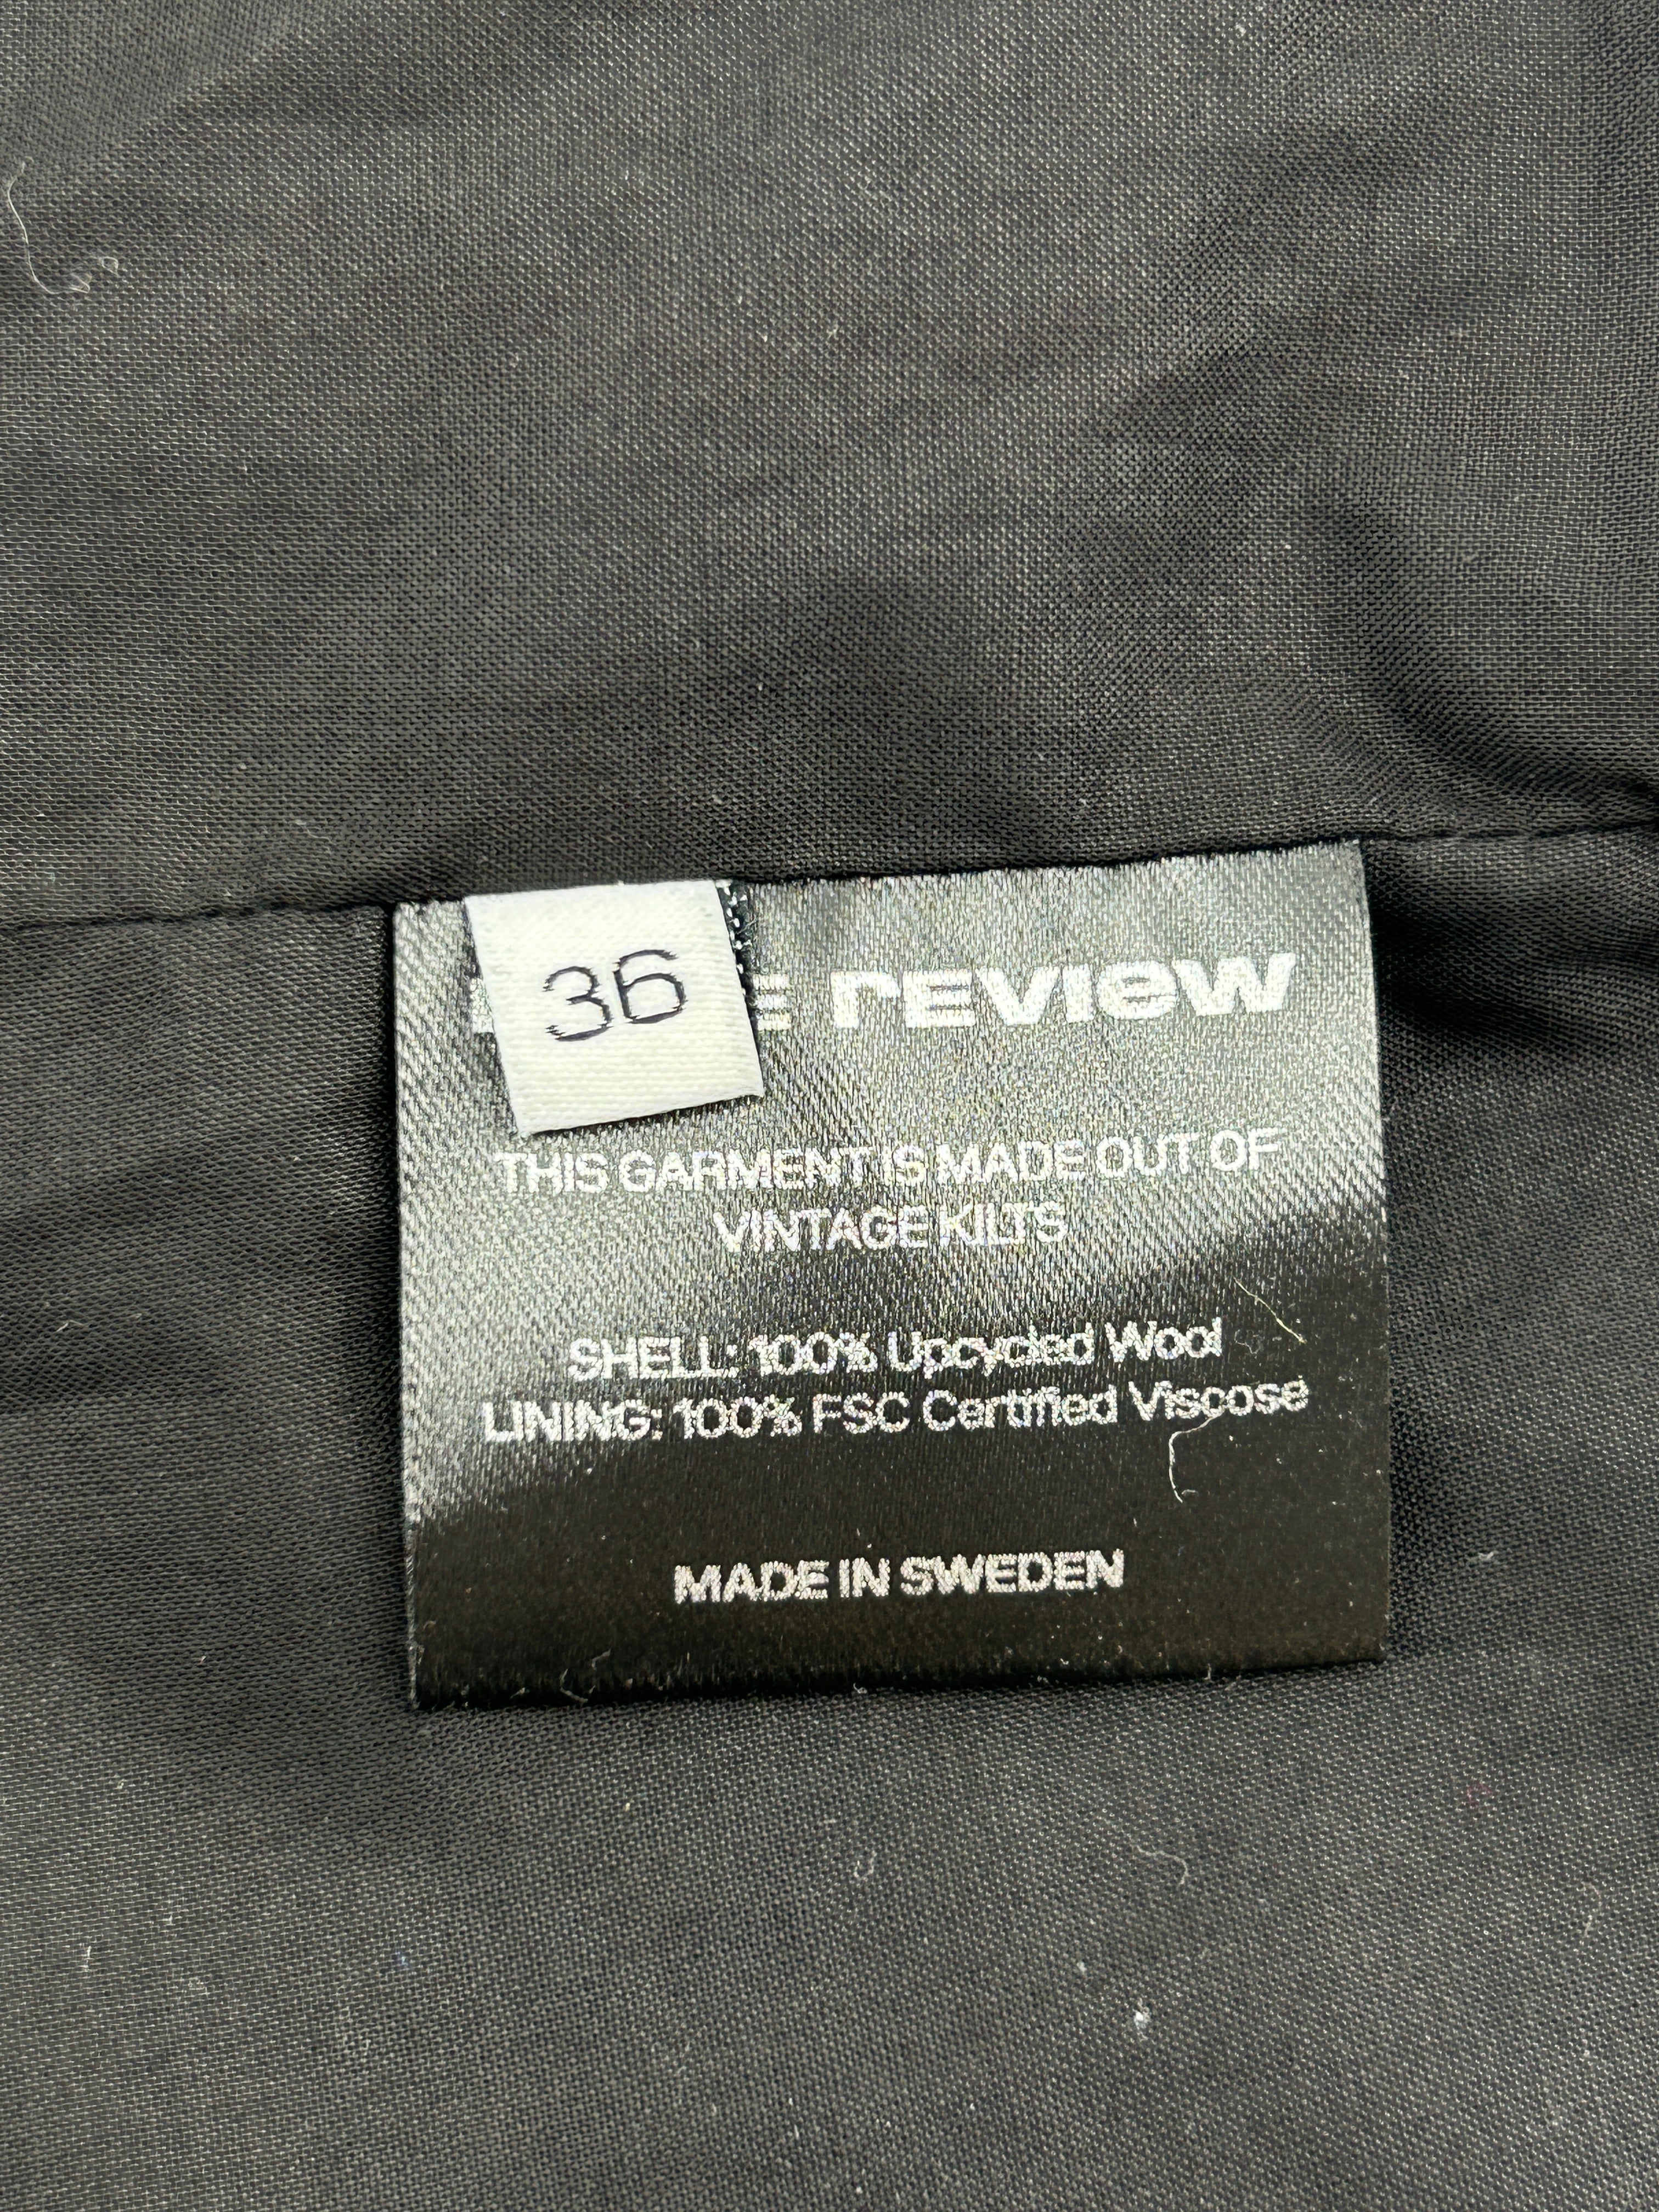 36
review
THIS GARMENT IS MADE OUT OF
VINTAGE KILTS
SHELL: 100% Upcycled Wool
LINING: 100% FSC Certified Viscose
MADE IN SWEDEN